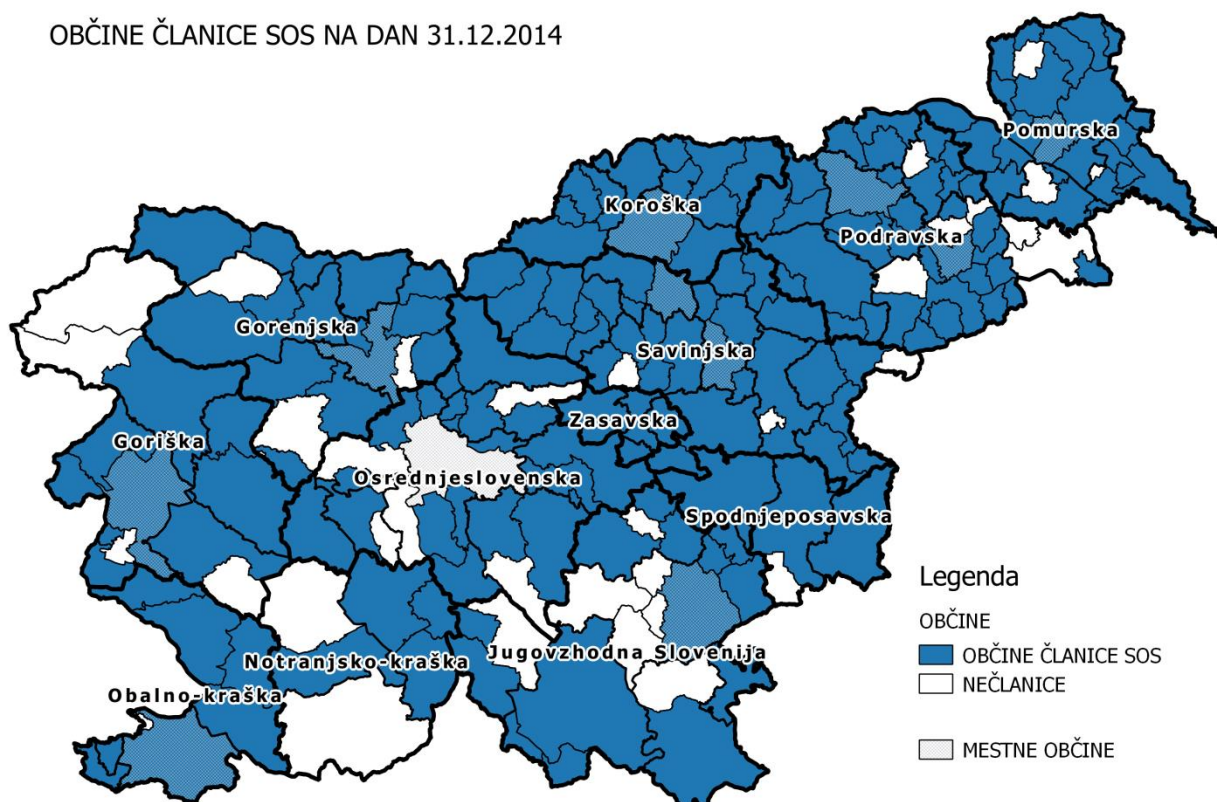 OBČINE ČLANICE SOS NA DAN 31.12.2014
Pomurska
Koroška
Podravska
Gorenjska
Savinjska
Zasavska
Goriška
Osrednjeslovenska
Spodnjeposavska
Notranjsko-kraška
Jugovzhodna Slovenija
Obalno-kraška
Legenda
OBČINE
OBČINE ČLANICE SOS
NEČLANICE
MESTNE OBČINE